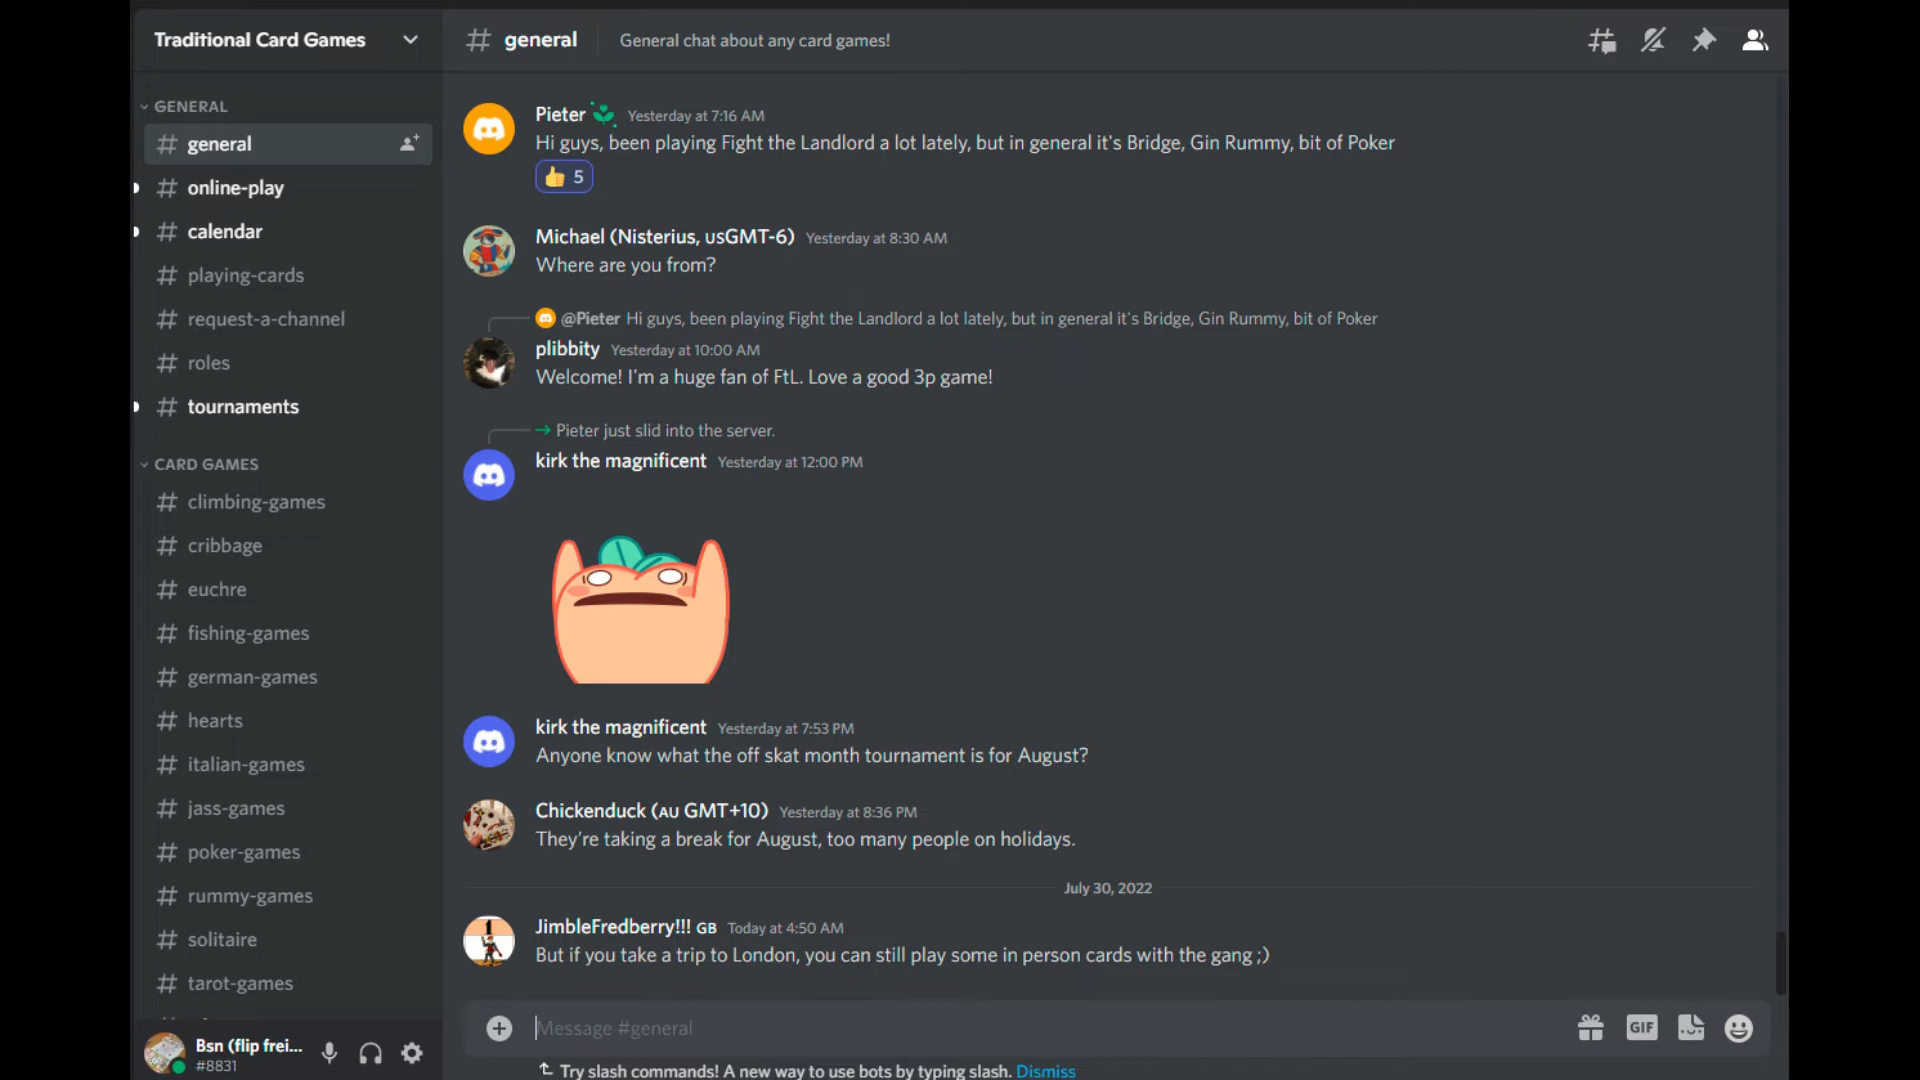 Traditional Card Games
# general
General chat about any card games!
GENERAL
# general
# online-play
# calendar
# playing-cards
# request-a-channel
# roles
# tournaments
CARD GAMES
# climbing-games
# cribbage
# euchre
# fishing-games
# german-games
# hearts
# italian-games
# jass-games
# poker-games
# rummy-games
# solitaire
# tarot-games
Bsn (flip frei...
#8831
Pieter Yesterday at 7:16 AM
Hi guys, been playing Fight the Landlord a lot lately, but in general it's Bridge, Gin Rummy, bit of Poker
👍 5
Michael (Nisterius, USGMT-6) Yesterday at 8:30 AM
Where are you from?
@Pieter Hi guys, been playing Fight the Landlord a lot lately, but in general it's Bridge, Gin Rummy, bit of Poker
plibbity Yesterday at 10:00 AM
Welcome! I'm a huge fan of FtL. Love a good 3p game!
→ Pieter just slid into the server.
kirk the magnificent Yesterday at 12:00 PM
kirk the magnificent Yesterday at 7:53 PM
Anyone know what the off skat month tournament is for August?
Chickenduck (AU GMT+10) Yesterday at 8:36 PM
They're taking a break for August, too many people on holidays.
July 30, 2022
JimbleFredberry!!! GB Today at 4:50 AM
But if you take a trip to London, you can still play some in person cards with the gang ;)
Message #general
GIF
Try slash commands! A new way to use bots by typing slash. Dismiss